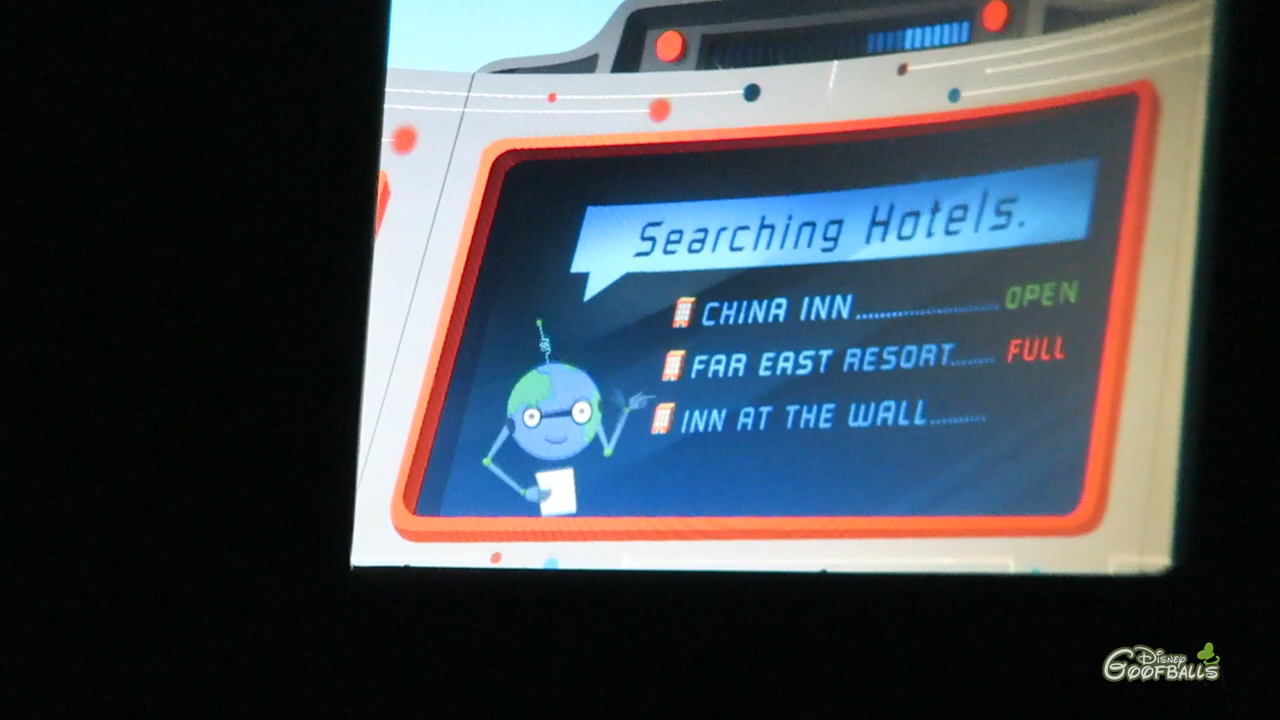 Searching Hotels.
CHINA INN.................... OPEN
FAR EAST RESORT....... FULL
INN AT THE WALL..........
DISNEY
GOOFBALLS